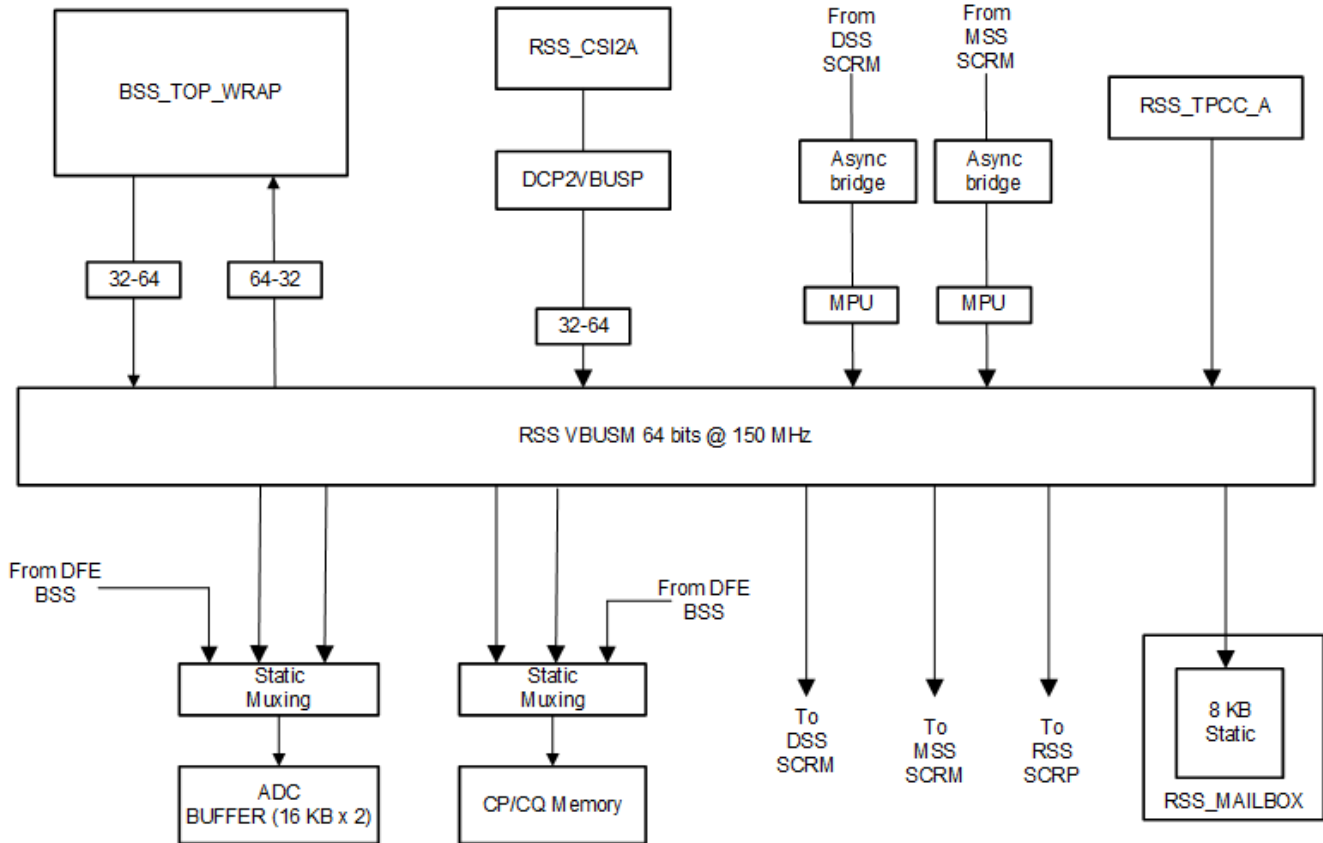 BSS_TOP_WRAP
RSS_CSI2A
From
DSS
SCRM
From
MSS
SCRM
RSS_TPCC_A
DCP2VBUSP
Async
bridge
Async
bridge
32-64
64-32
32-64
MPU
MPU
RSS VBUSM 64 bits @ 150 MHz
From DFE
BSS
From DFE
BSS
Static
Muxing
Static
Muxing
ADC
BUFFER (16 KB x 2)
CP/CQ Memory
To
DSS
SCRM
To
MSS
SCRM
To
RSS
SCRP
8 KB
Static
RSS_MAILBOX